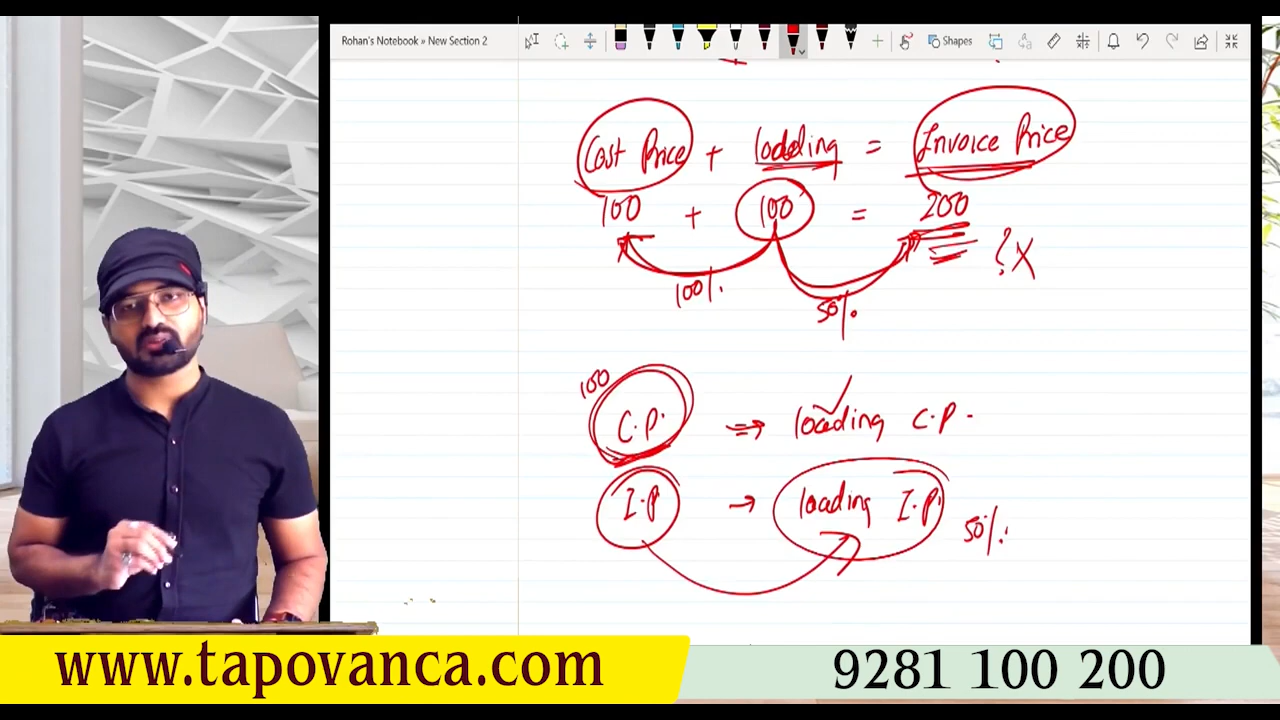 Rohan's Notebook » New Section 2
Shapes
Cost Price + loading = Invoice Price
100 + 100 = 200
? X
100%.
50%.
100
C.P. ⇒ loading C.P.
I.P → loading I.P. 50%.
www.tapovanca.com
9281 100 200